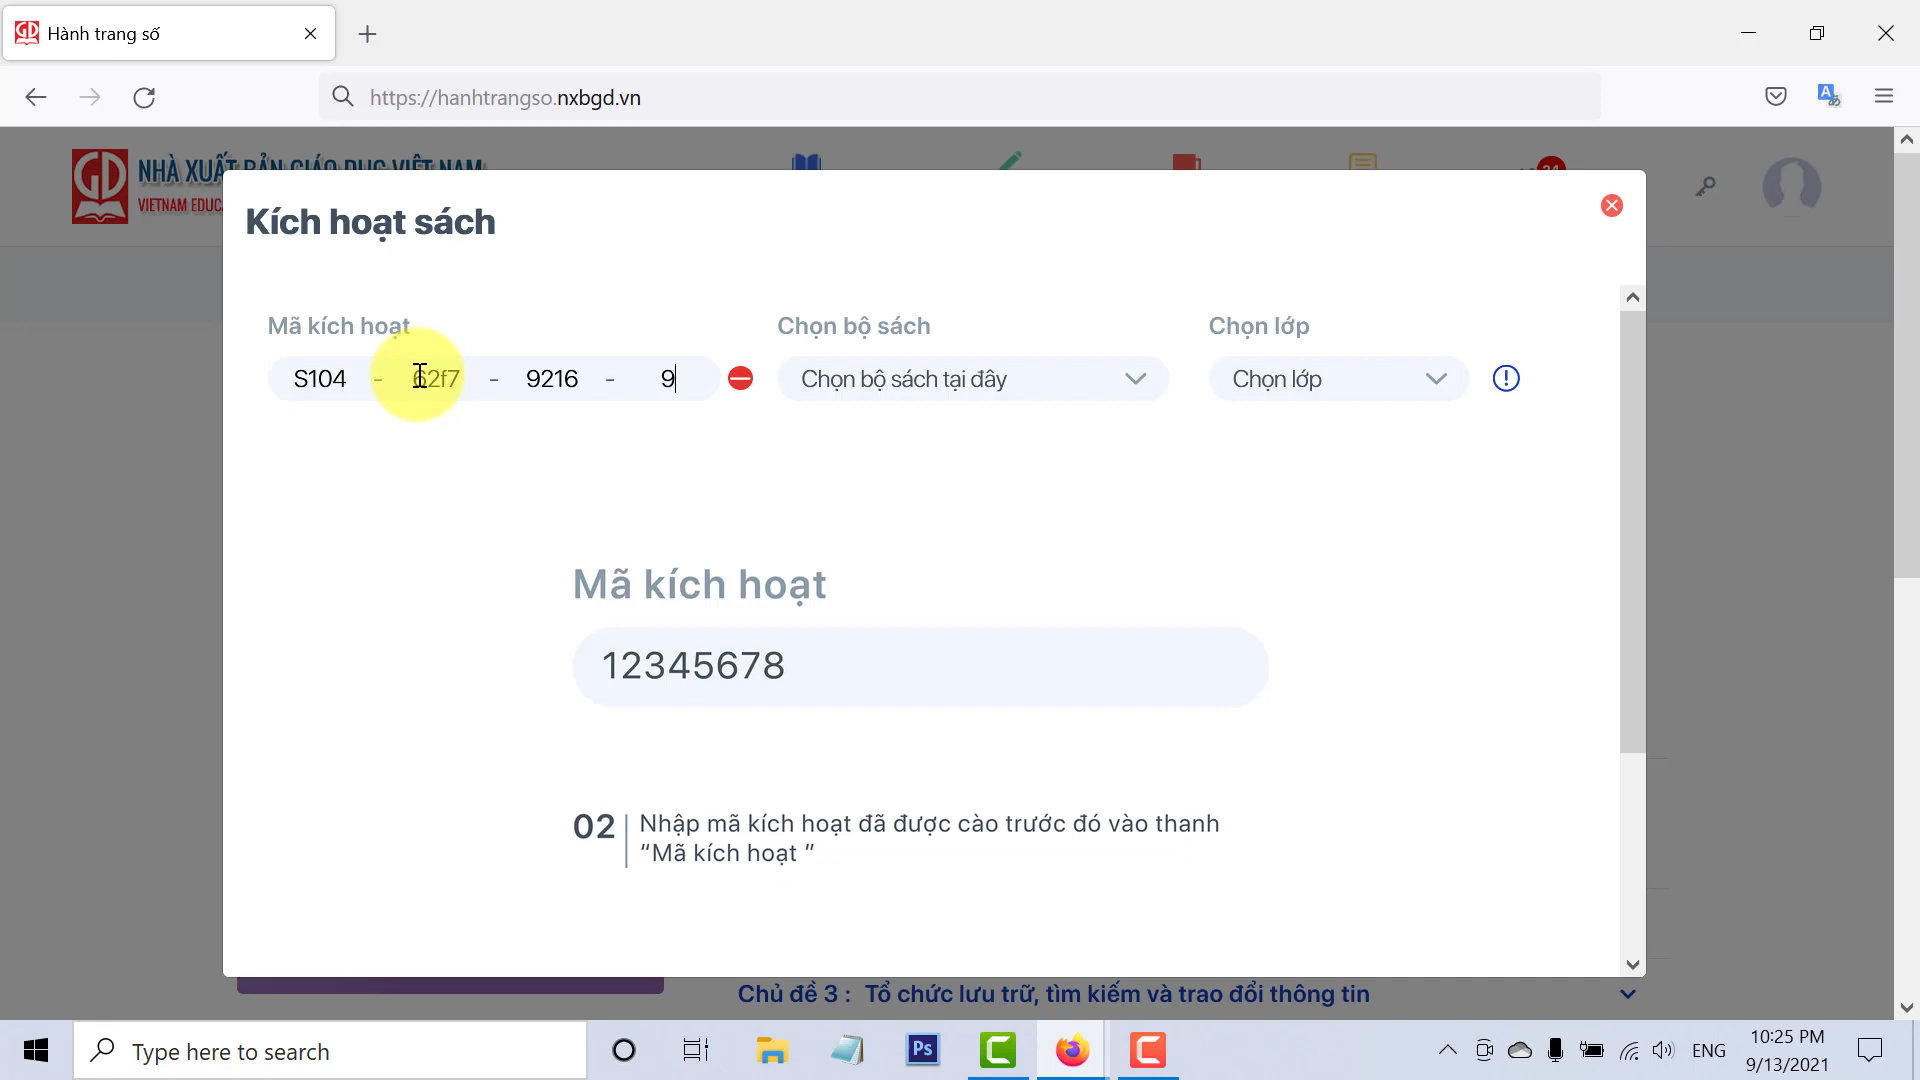 Hành trang số
https://hanhtrangso.nxbgd.vn
NHÀ XUẤT BẢN GIÁO DỤC VIỆT NAM
VIETNAM EDUC
24
Kích hoạt sách
Mã kích hoạt
Chọn bộ sách
Chọn lớp
S104 - 62f7 - 9216 - 9
Chọn bộ sách tại đây
Chọn lớp
Mã kích hoạt
12345678
02
Nhập mã kích hoạt đã được cào trước đó vào thanh
“Mã kích hoạt ”
Chủ đề 3 : Tổ chức lưu trữ, tìm kiếm và trao đổi thông tin
Type here to search
Ps
ENG
10:25 PM
9/13/2021